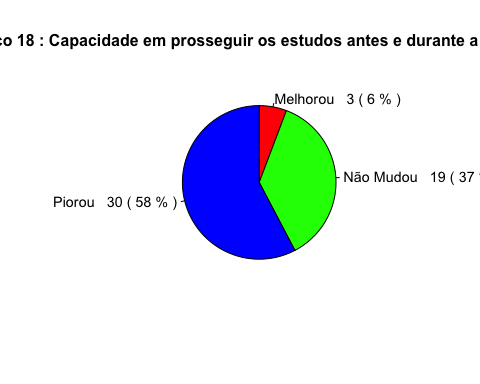 co 18 : Capacidade em prosseguir os estudos antes e durante a
Melhorou 3 ( 6 % )
Não Mudou 19 ( 37
Piorou 30 ( 58 % )